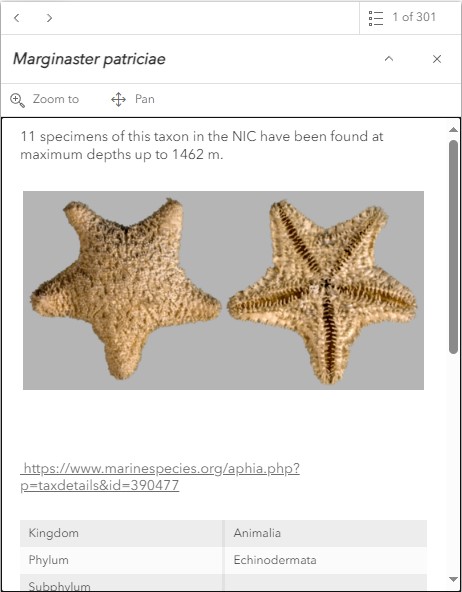 1 of 301
Marginaster patriciae
Zoom to Pan
11 specimens of this taxon in the NIC have been found at
maximum depths up to 1462 m.
https://www.marinespecies.org/aphia.php?
p=taxdetails&id=390477
Kingdom Animalia
Phylum Echinodermata
Subphylum